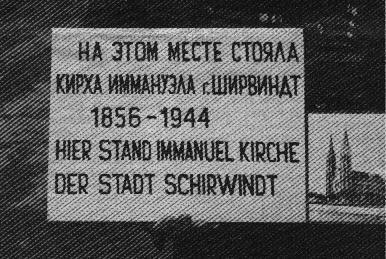 НА ЭТОМ МЕСТЕ СТОЯЛА
КИРХА ИММАНУЭЛА г.ШИРВИНДТ
1856-1944
HIER STAND IMMANUEL KIRCHE
DER STADT SCHIRWINDT